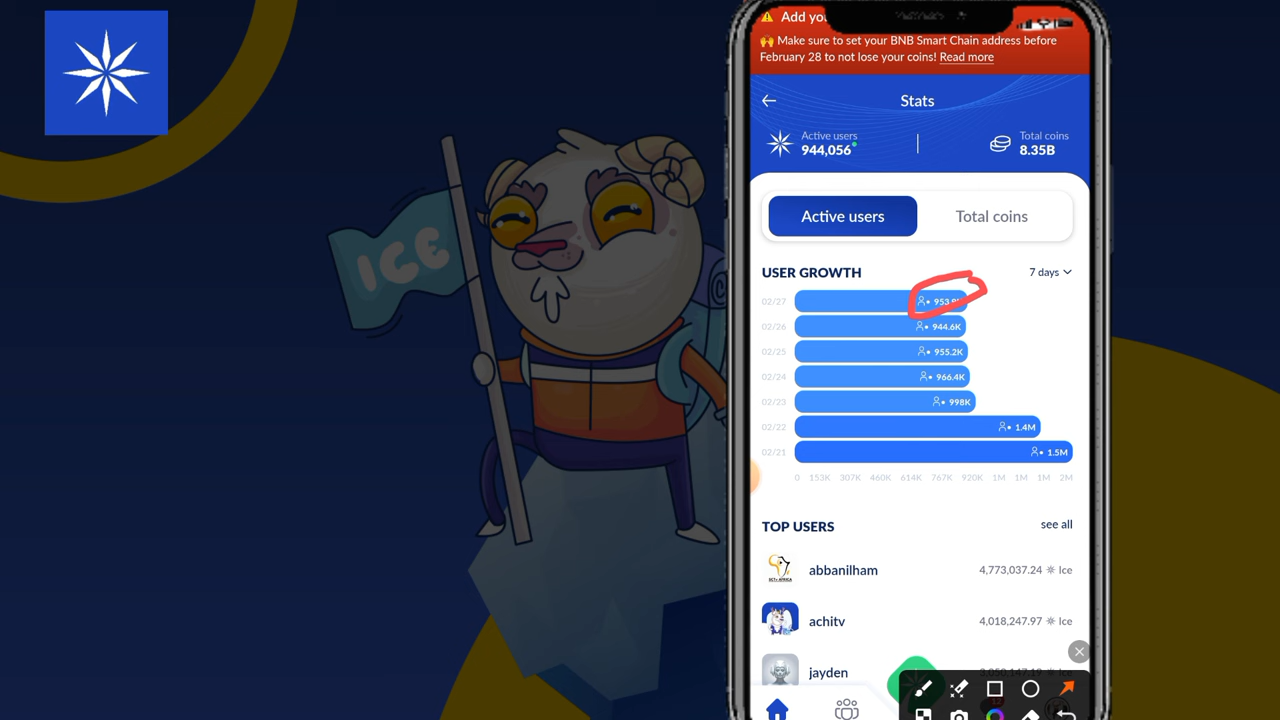 Add
Make sure to set your BNB Smart Chain address before
February 28 to not lose your coins! Read more
Stats
Active users
944,056
Total coins
8.35B
Active users
Total coins
ICE
USER GROWTH
7 days
02/27
02/26 944.6K
02/25 955.2K
02/24 966.4K
02/23 998K
02/22 1.4M
02/21 1.5M
0 153K 307K 460K 614K 767K 920K 1M 1M 1M 2M
TOP USERS
see all
abbanilham
4,773,037.24 Ice
achitv
4,018,247.97 Ice
jayden